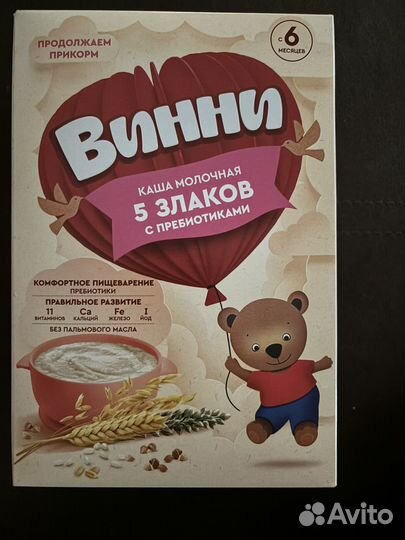 ПРОДОЛЖАЕМ
ПРИКОРМ
С 6
МЕСЯЦЕВ
ВИННИ
КАША МОЛОЧНАЯ
5 ЗЛАКОВ
С ПРЕБИОТИКАМИ
КОМФОРТНОЕ ПИЩЕВАРЕНИЕ
ПРЕБИОТИКИ
ПРАВИЛЬНОЕ РАЗВИТИЕ
11 Ca Fe I
ВИТАМИНОВ КАЛЬЦИЙ ЖЕЛЕЗО ЙОД
БЕЗ ПАЛЬМОВОГО МАСЛА
Avito